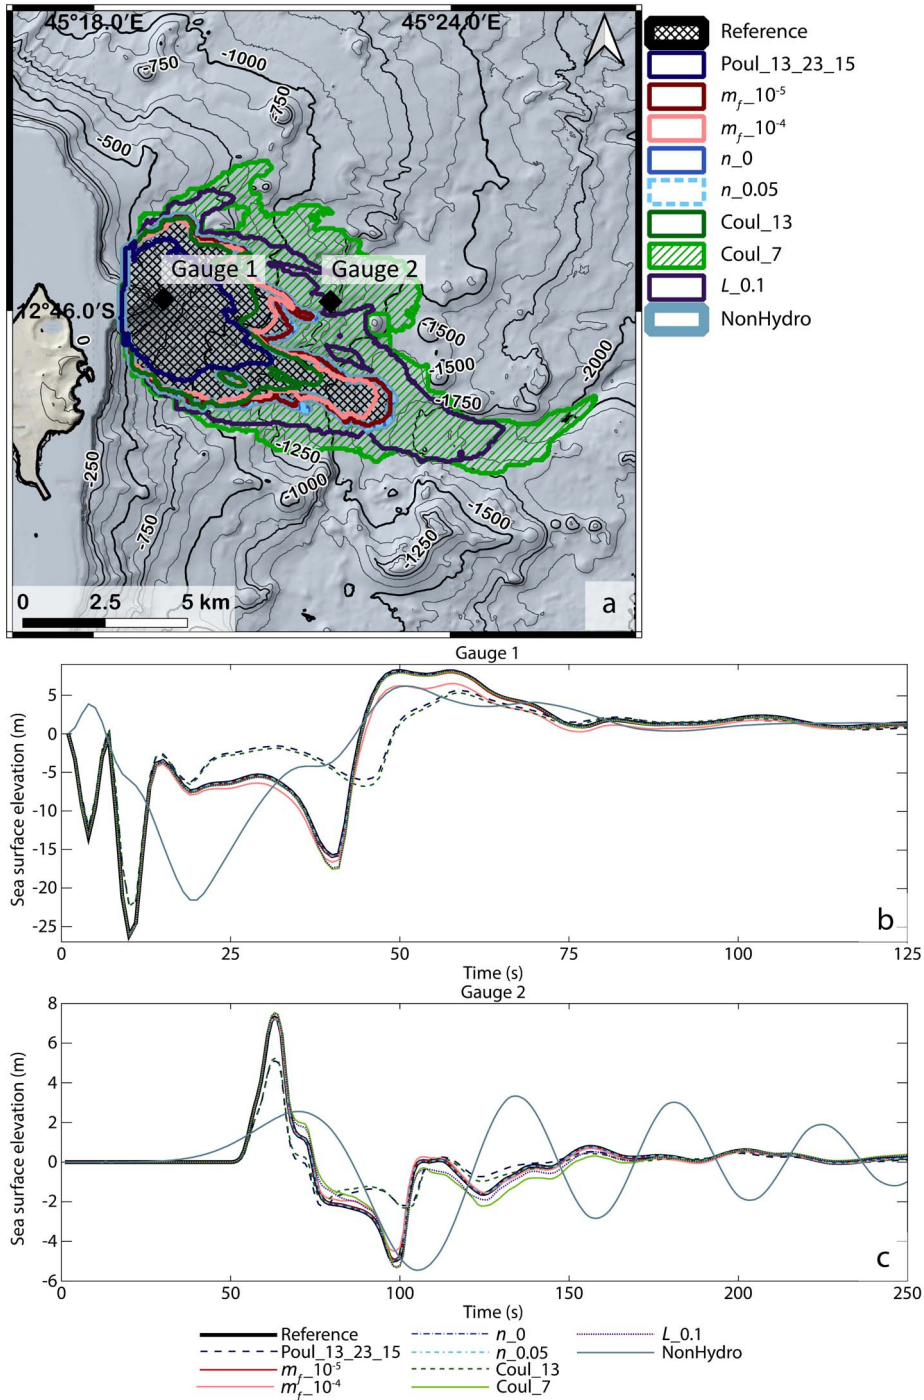 45°18.0'E
45°24.0'E
-1000
-750
-750
-500
Gauge 1
Gauge 2
12°46.0'S
0
-1500
-1500
-2000
-1750
-250
-1250
-1000
-750
-1500
-1250
0 2.5 5 km
a
Reference
Poul_13_23_15
m_f_10⁻⁵
m_f_10⁻⁴
n_0
n_0.05
Coul_13
Coul_7
L_0.1
NonHydro
Gauge 1
Sea surface elevation (m)
5
0
-5
-10
-15
-20
-25
b
0 25 50 75 100 125
Time (s)
Gauge 2
Sea surface elevation (m)
8
6
4
2
0
-2
-4
-6
c
0 50 100 150 200 250
Time (s)
Reference
Poul_13_23_15
m_f_10⁻⁵
m_f_10⁻⁴
n_0
n_0.05
Coul_13
Coul_7
L_0.1
NonHydro